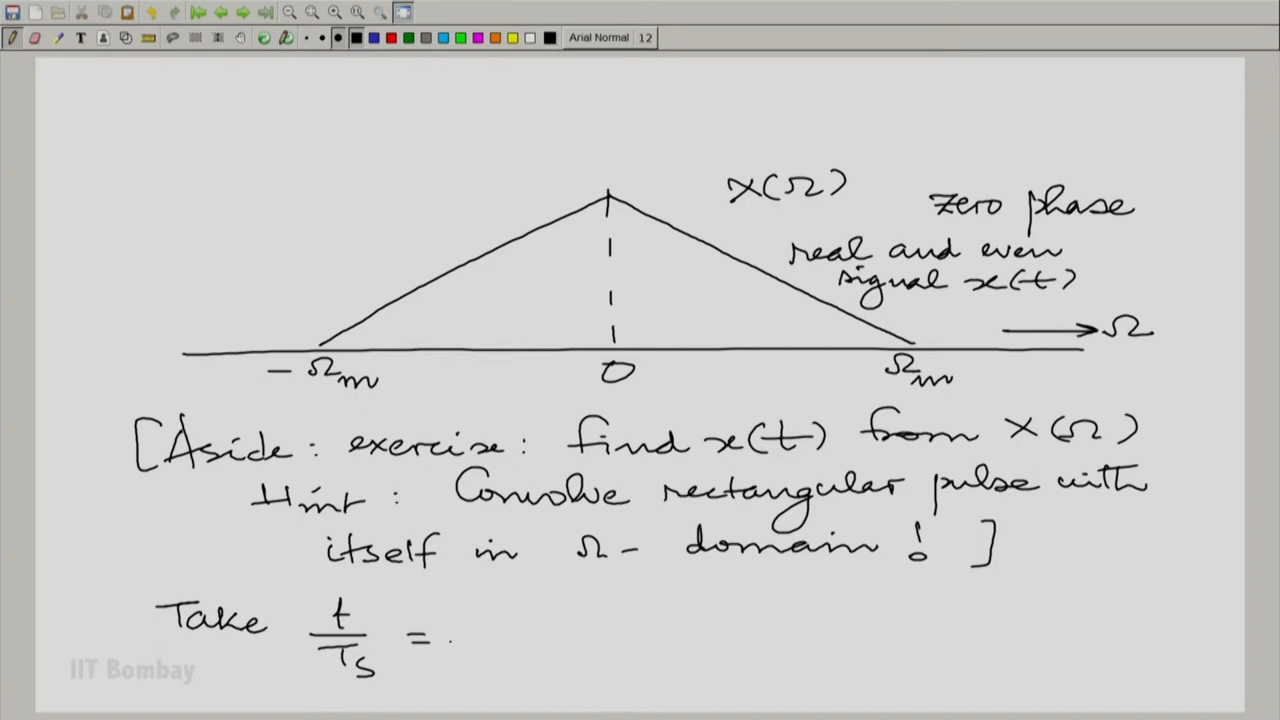 Arial Normal 12
X(Ω)
zero phase
real and even
signal x(t)
Ω
- Ωm 0 Ωm
[Aside: exercise: find x(t) from X(Ω)
Hint: Convolve rectangular pulse with
itself in Ω- domain! ]
Take t/Ts = .
IIT Bombay